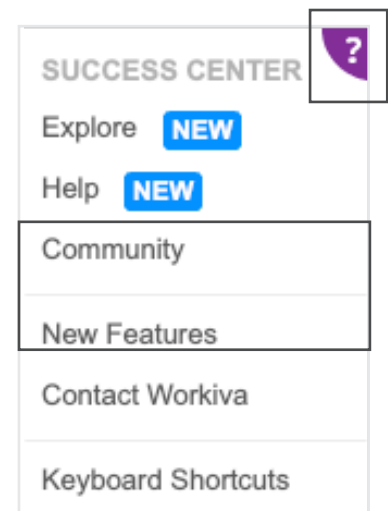 SUCCESS CENTER ?
Explore NEW
Help NEW
Community
New Features
Contact Workiva
Keyboard Shortcuts